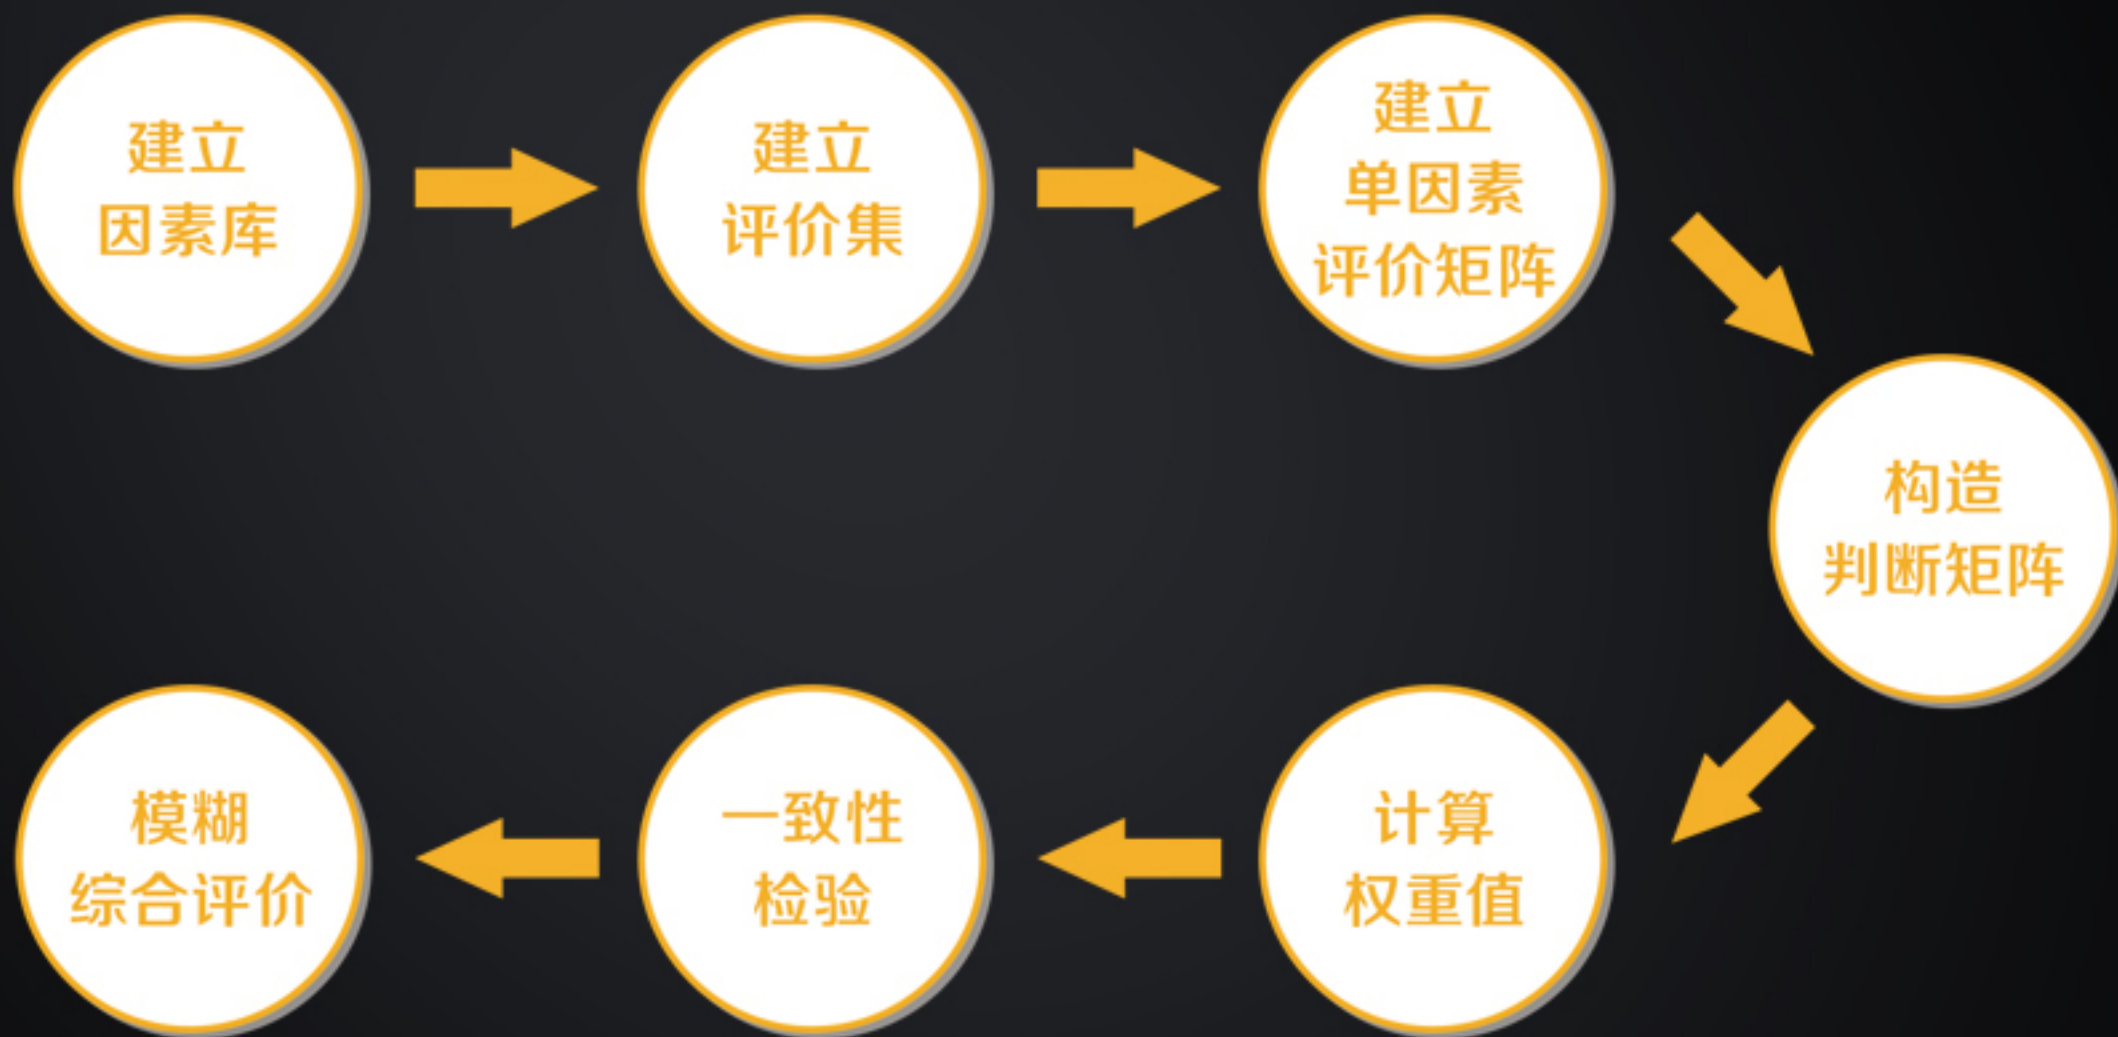 建立
因素库
建立
评价集
建立
单因素
评价矩阵
构造
判断矩阵
计算
权重值
一致性
检验
模糊
综合评价